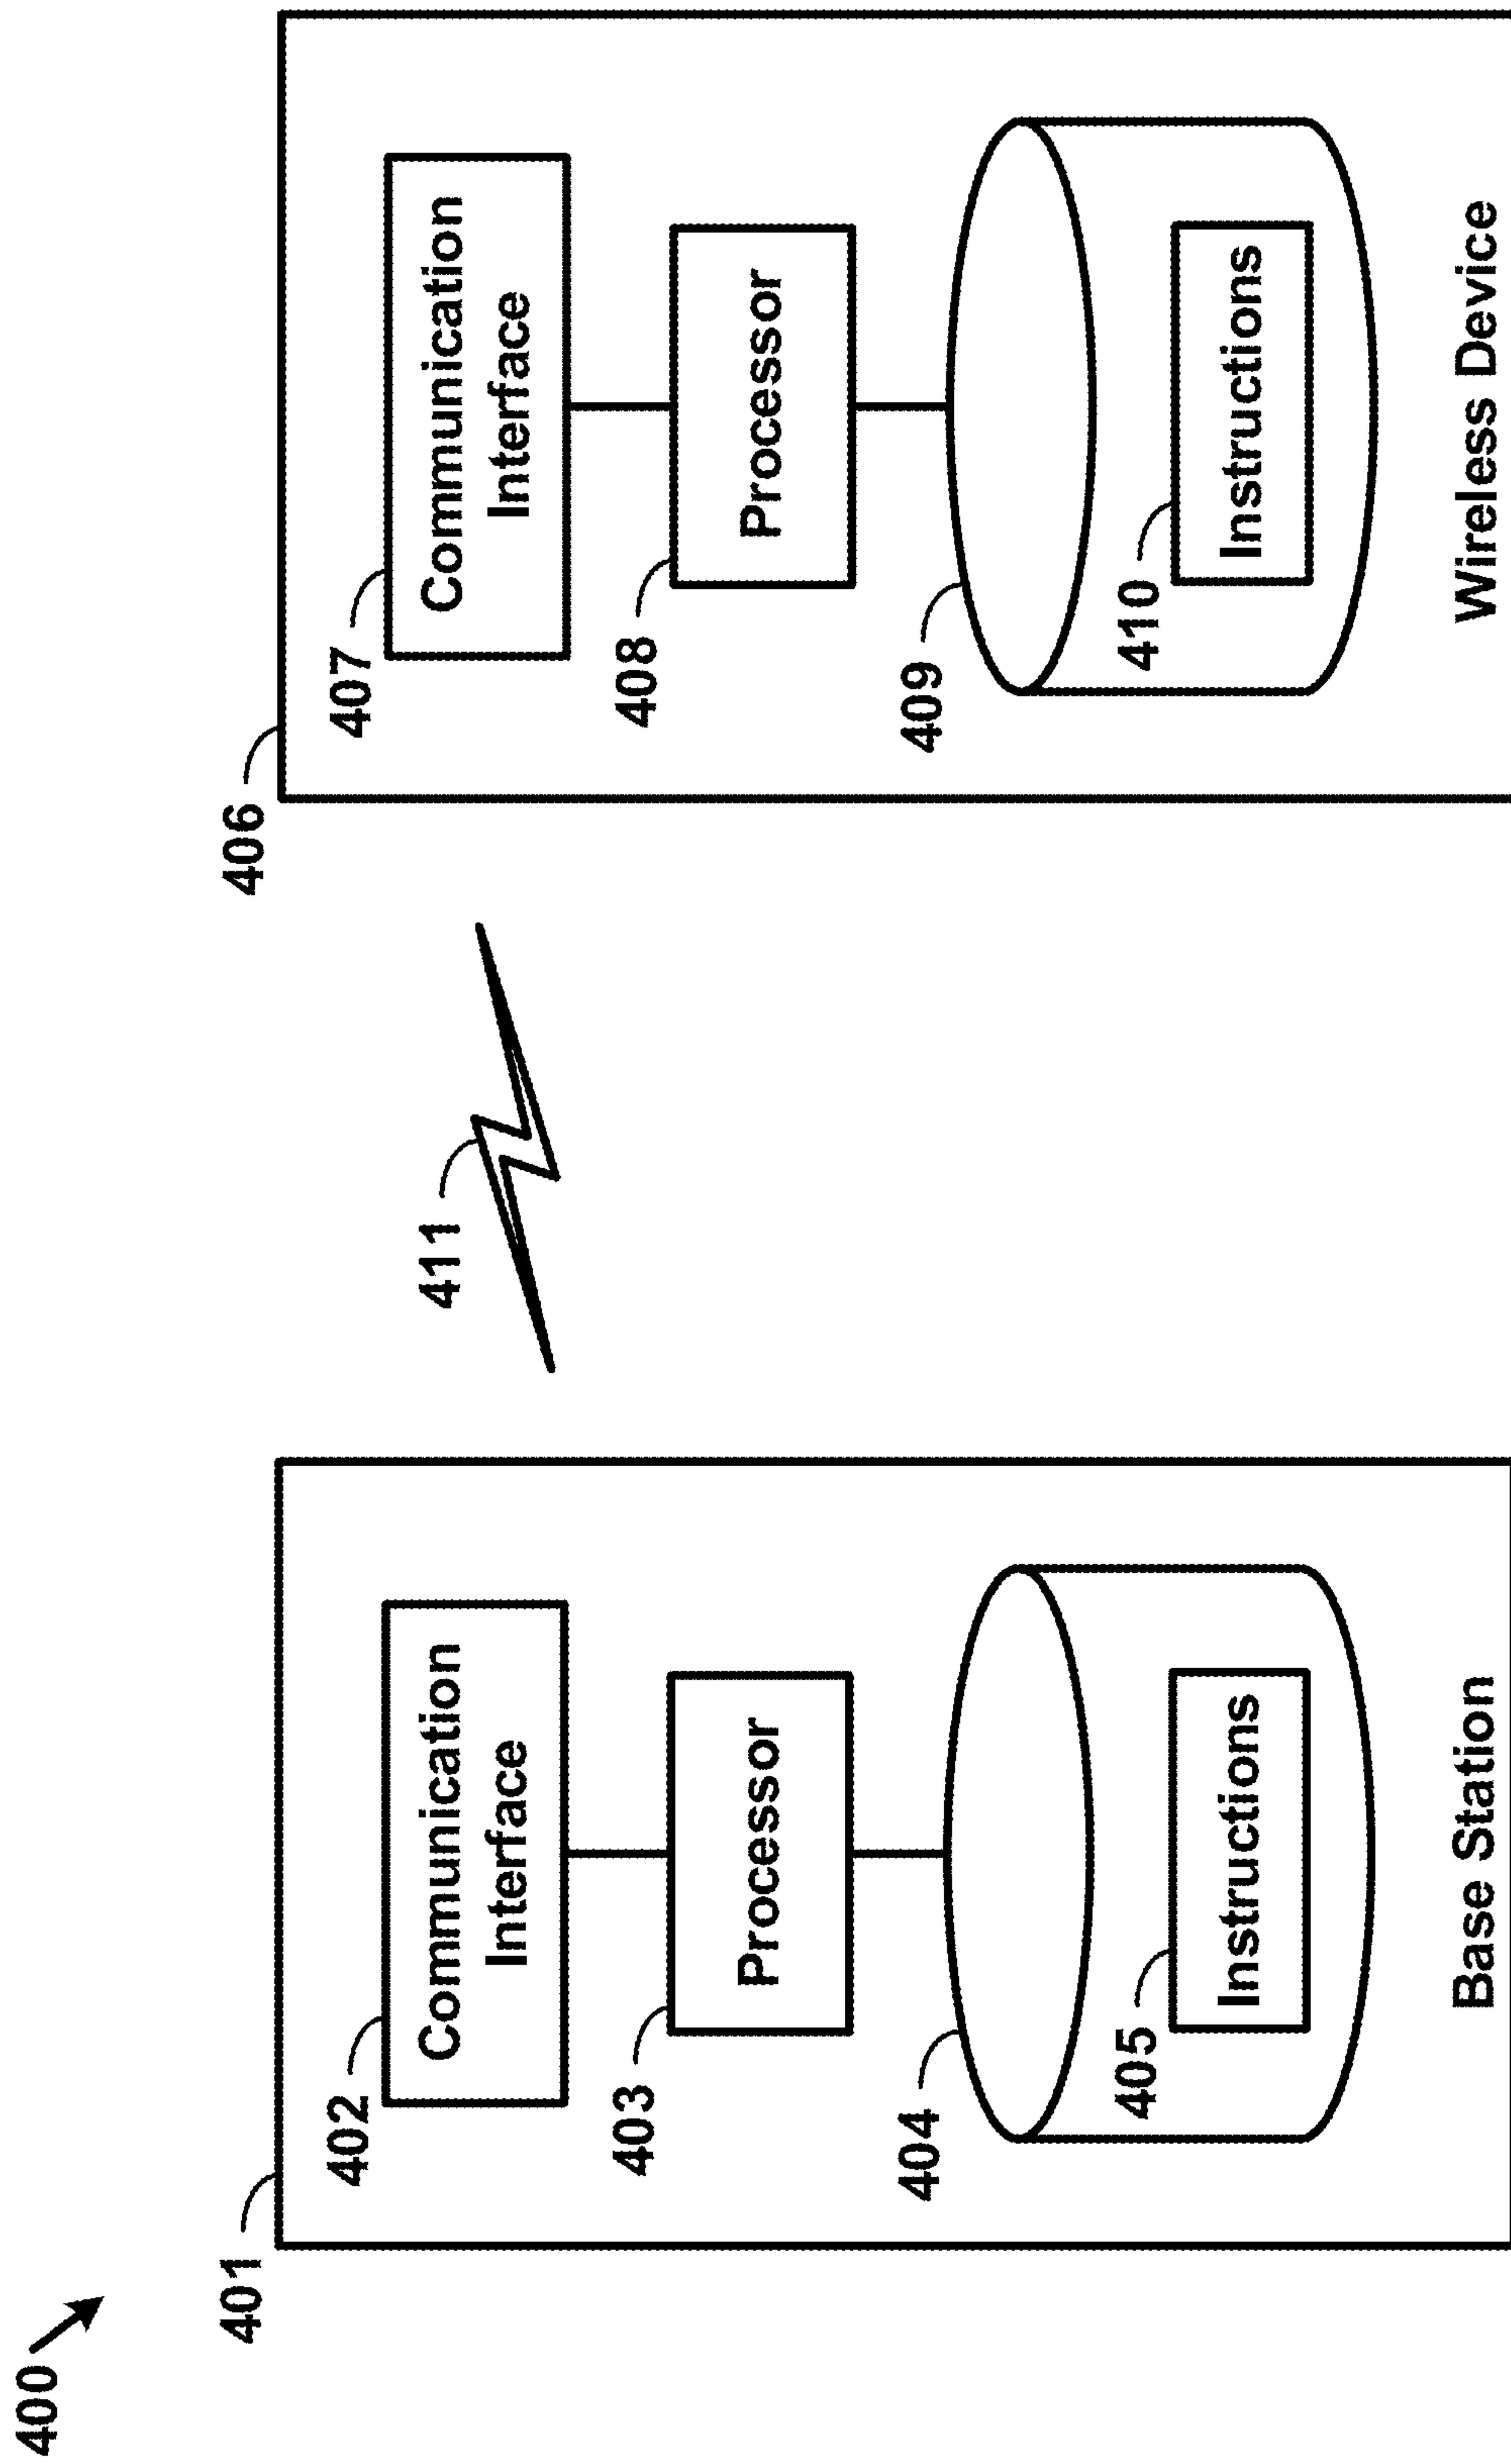 400
401
402
Communication
Interface
403
Processor
404
405
Instructions
Base Station
411
406
407
Communication
Interface
408
Processor
409
410
Instructions
Wireless Device